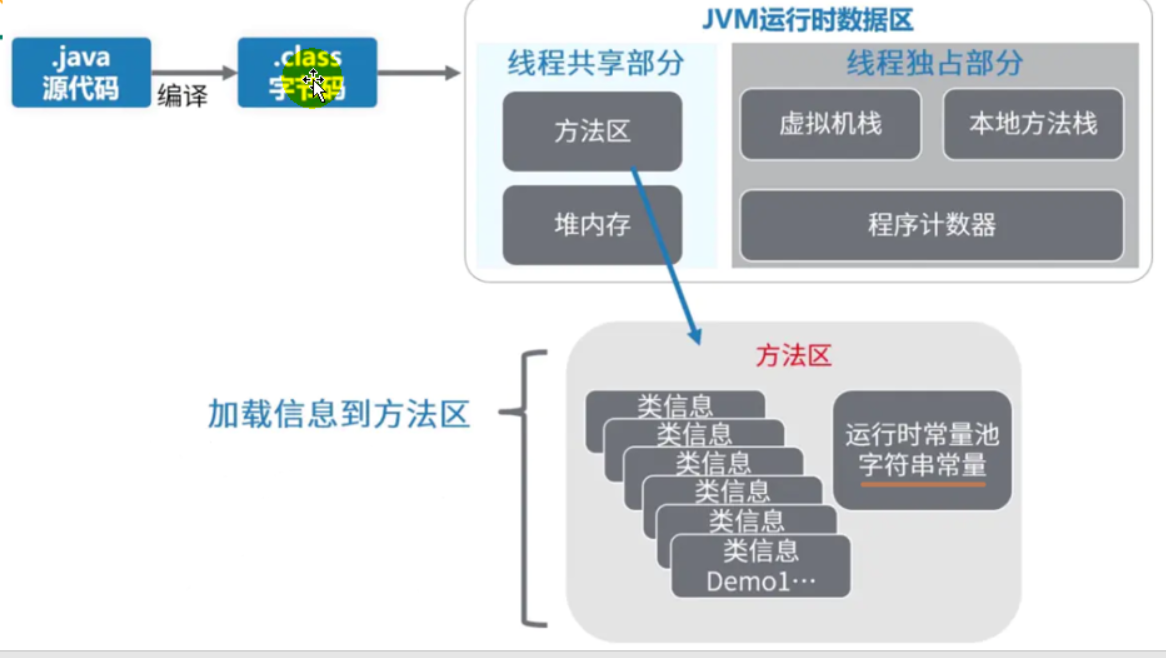 JVM运行时数据区
.java
源代码
编译
.class
字节码
线程共享部分
方法区
堆内存
线程独占部分
虚拟机栈
本地方法栈
程序计数器
加载信息到方法区
方法区
类信息
类信息
类信息
类信息
类信息
类信息
Demo1…
运行时常量池
字符串常量